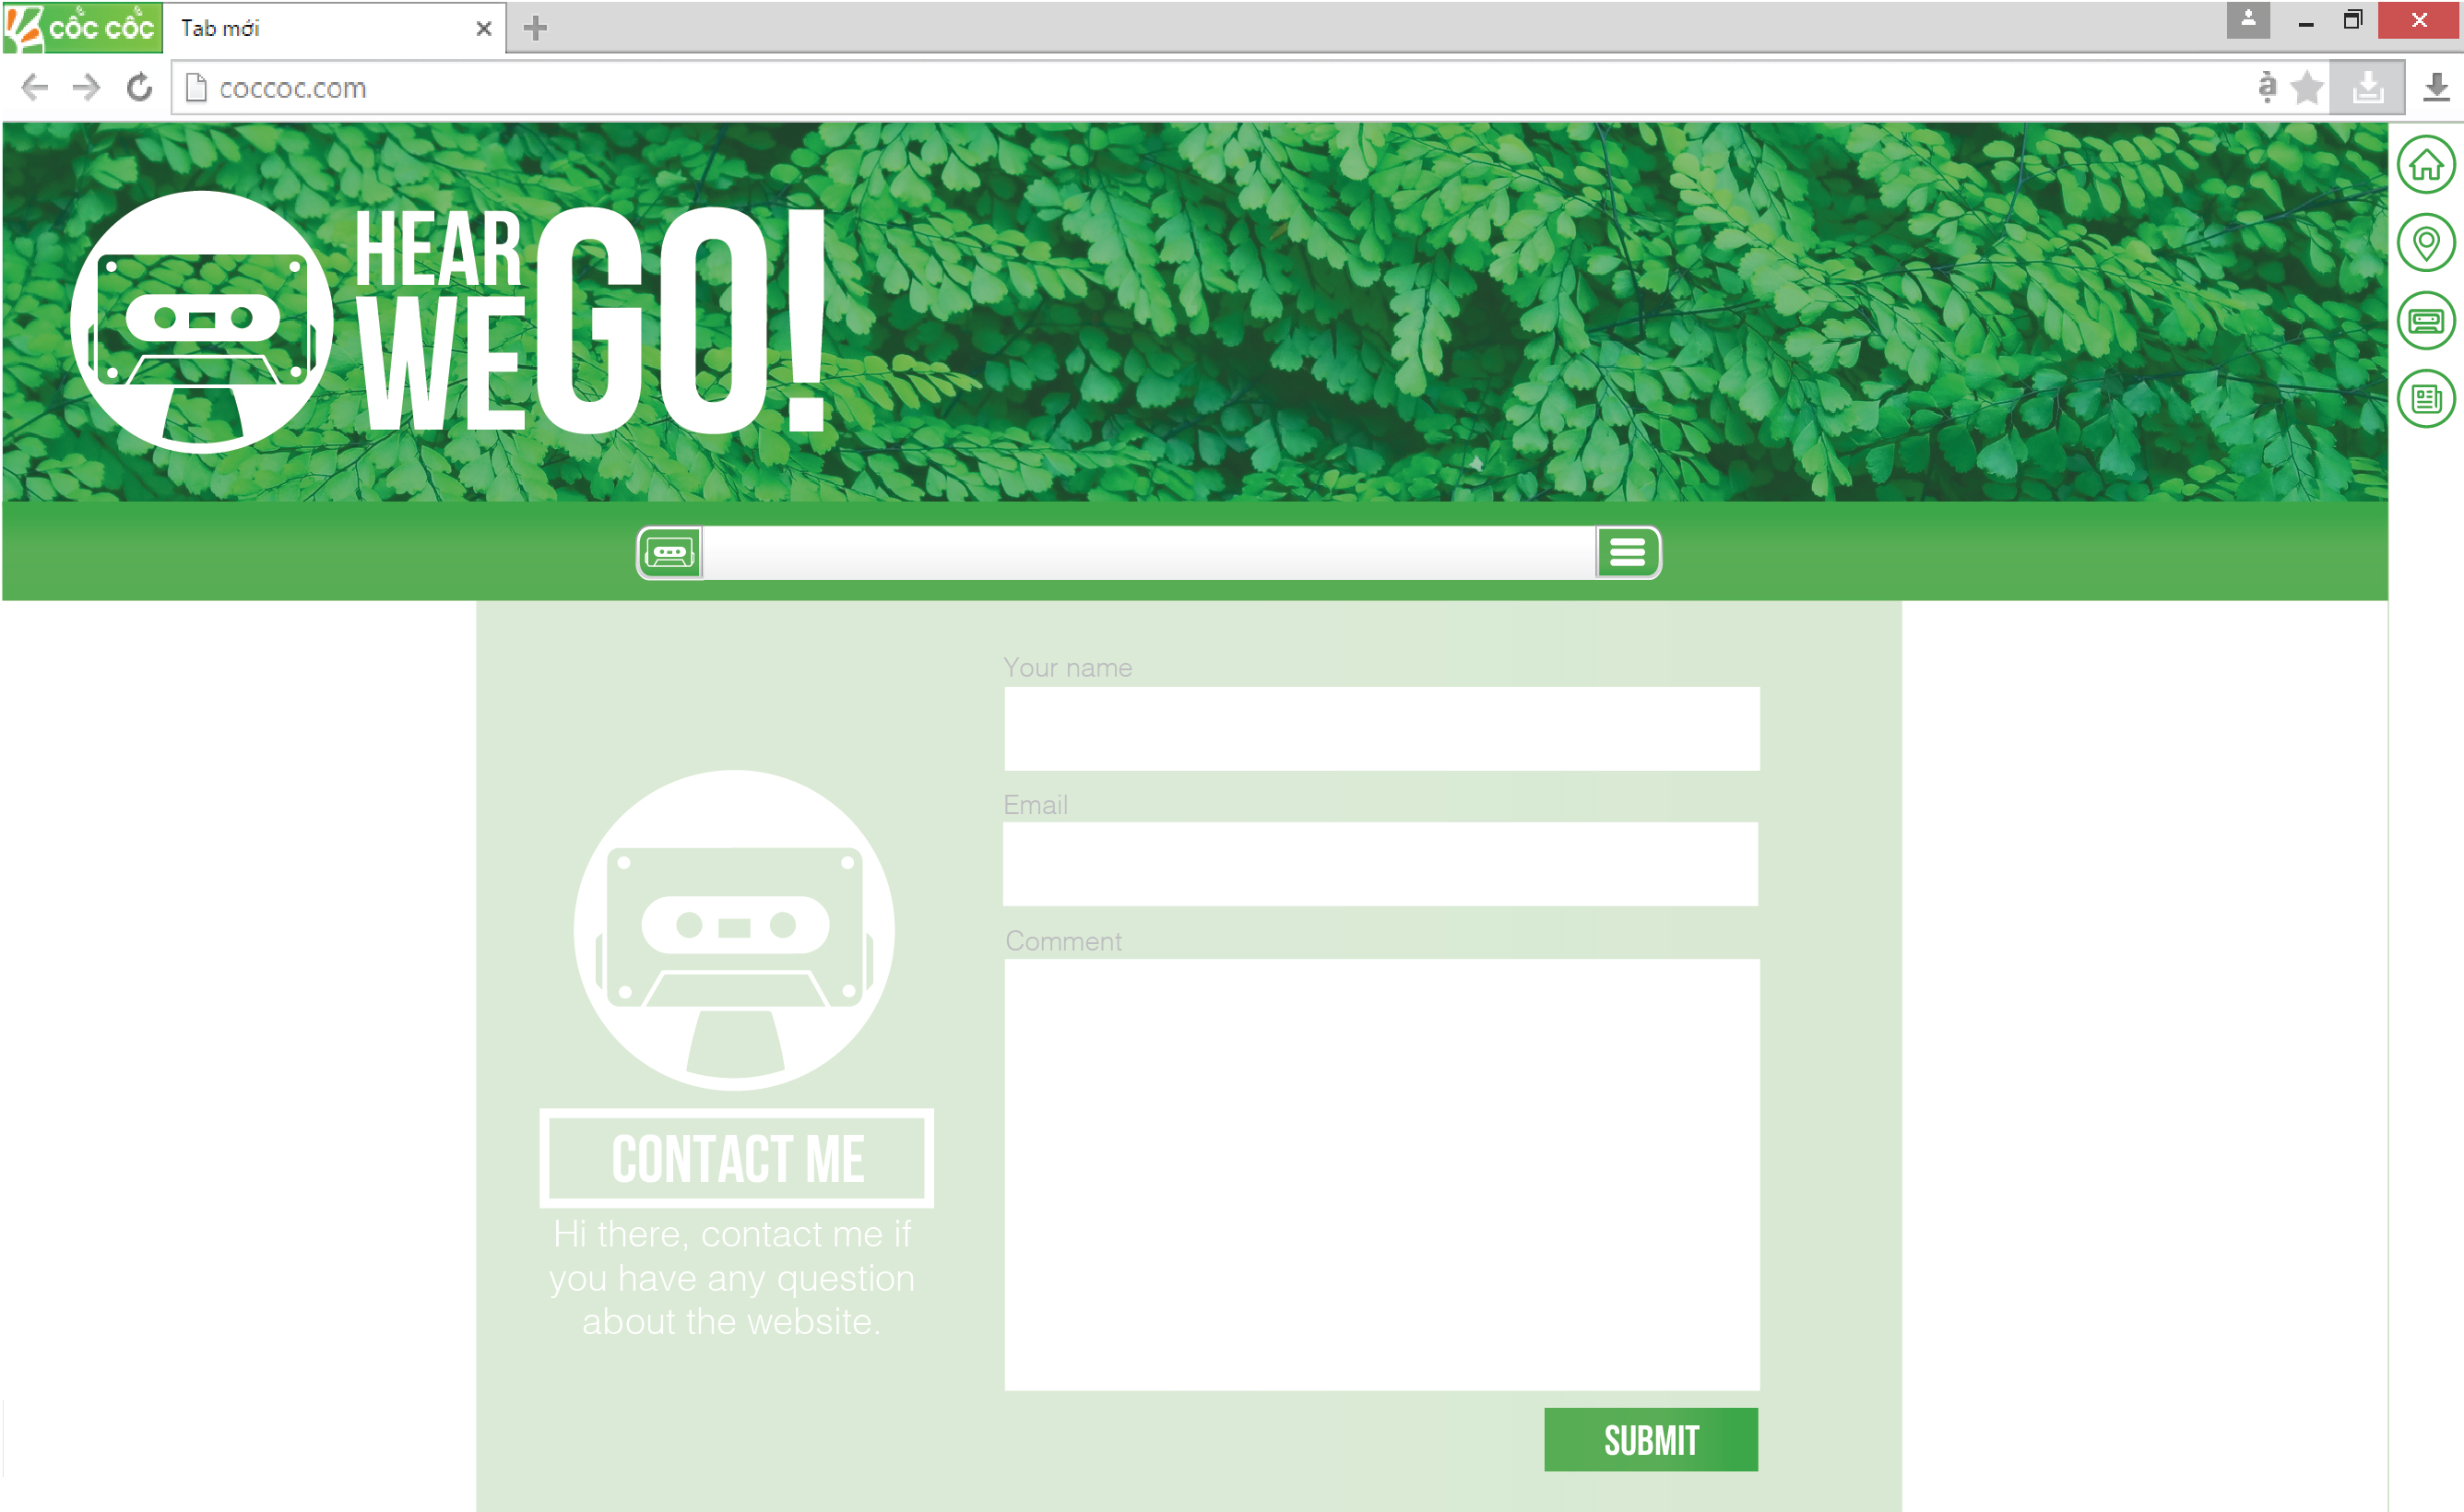 cốc cốc
Tab mới
coccoc.com
ạ̀
HEAR
WE
GO!
Your name
Email
Comment
CONTACT ME
Hi there, contact me if
you have any question
about the website.
SUBMIT